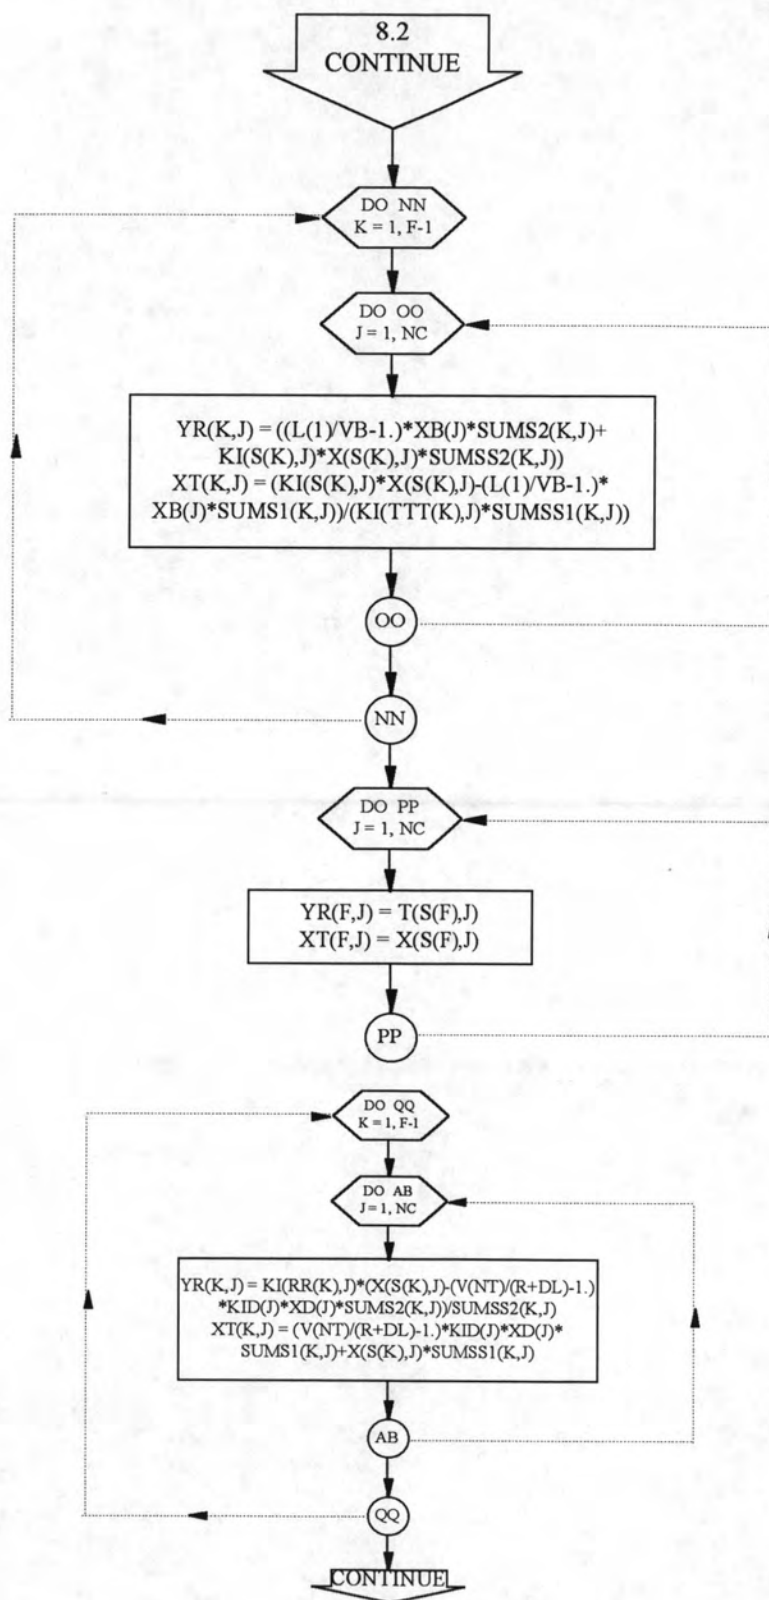 8.2
CONTINUE
DO NN
K = 1, F-1
DO OO
J = 1, NC
YR(K,J) = ((L(1)/VB-1.)*XB(J)*SUMS2(K,J)+
KI(S(K),J)*X(S(K),J)*SUMSS2(K,J))
XT(K,J) = (KI(S(K),J)*X(S(K),J)-(L(1)/VB-1.)*
XB(J)*SUMS1(K,J))/(KI(TTT(K),J)*SUMSS1(K,J))
OO
NN
DO PP
J = 1, NC
YR(F,J) = T(S(F),J)
XT(F,J) = X(S(F),J)
PP
DO QQ
K = 1, F-1
DO AB
J = 1, NC
YR(K,J) = KI(RR(K),J)*(X(S(K),J)-(V(NT)/(R+DL)-1.)
*KID(J)*XD(J)*SUMS2(K,J))/SUMSS2(K,J)
XT(K,J) = (V(NT)/(R+DL)-1.)*KID(J)*XD(J)*
SUMS1(K,J)+X(S(K),J)*SUMSS1(K,J)
AB
QQ
CONTINUE